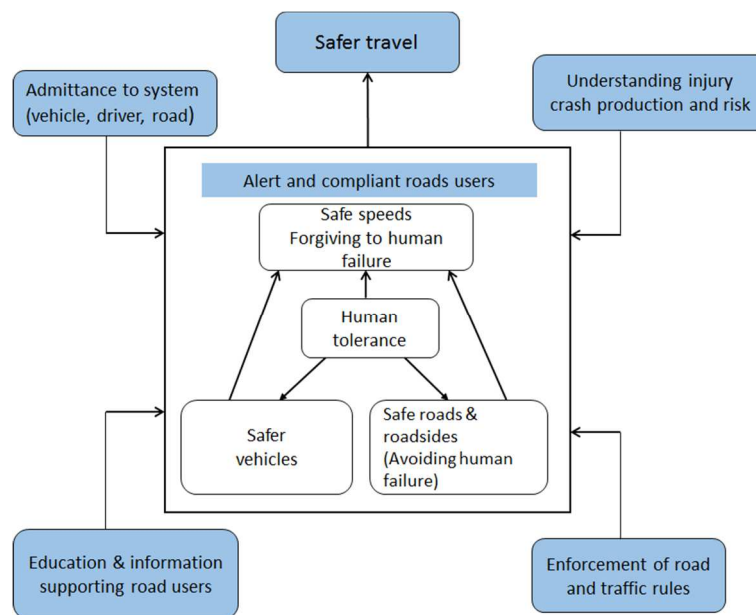 Safer travel
Admittance to system
(vehicle, driver, road)
Understanding injury
crash production and risk
Alert and compliant roads users
Safe speeds
Forgiving to human
failure
Human
tolerance
Safer
vehicles
Safe roads &
roadsides
(Avoiding human
failure)
Education & information
supporting road users
Enforcement of road
and traffic rules